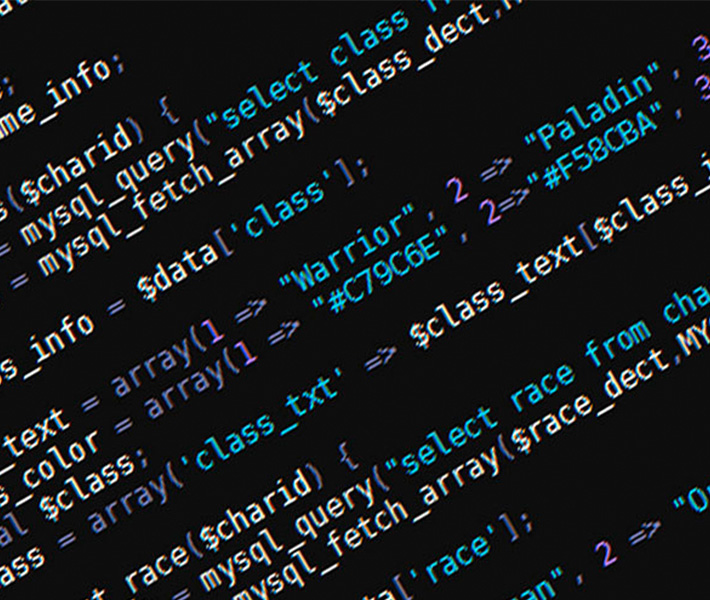 me_info;
($charid) {
= mysql_query("select class
= mysql_fetch_array($class_dect,
s_info = $data['class'];
_text = array(1 => "Warrior", 2 => "Paladin", 3
s_color = array(1 => "#C79C6E", 2=>"#F58CBA", 3
al $class;
ass = array('class_txt' => $class_text[$class_i
t_race($charid) {
= mysql_query("select race from cha
mysql_fetch_array($race_dect,MY
a['race'];
an", 2 => "O